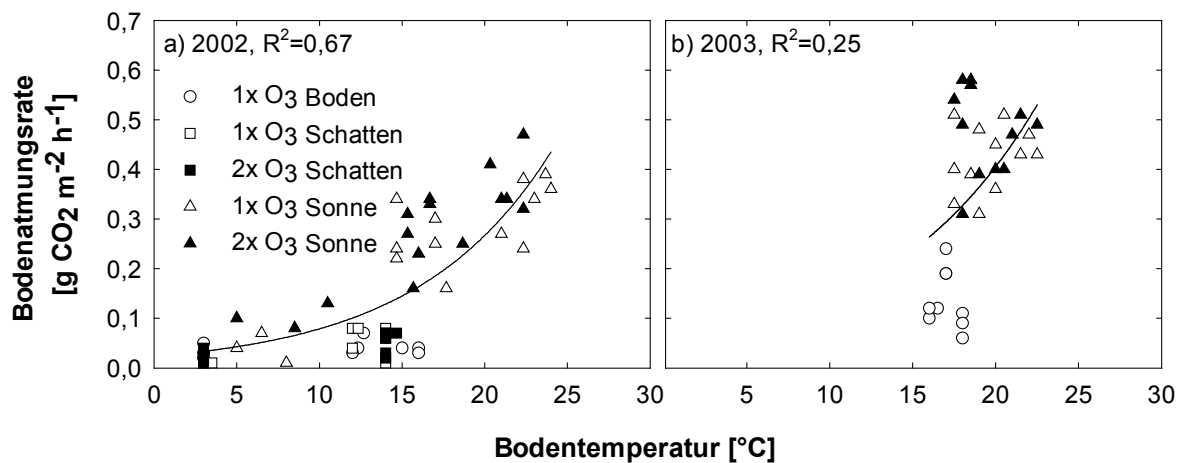 Bodenatmungsrate
[g CO2 m-2 h-1]
0,7
0,6
0,5
0,4
0,3
0,2
0,1
0,0
a) 2002, R2=0,67
1x O3 Boden
1x O3 Schatten
2x O3 Schatten
1x O3 Sonne
2x O3 Sonne
b) 2003, R2=0,25
0 5 10 15 20 25 30
5 10 15 20 25 30
Bodentemperatur [°C]